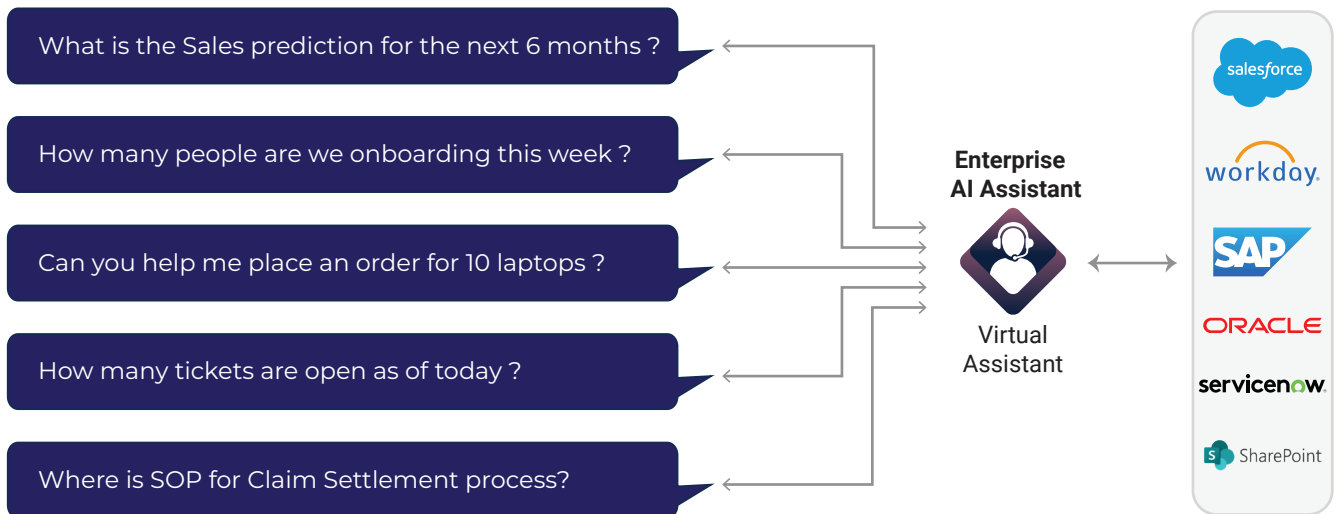 What is the Sales prediction for the next 6 months ?
How many people are we onboarding this week ?
Can you help me place an order for 10 laptops ?
How many tickets are open as of today ?
Where is SOP for Claim Settlement process?
Enterprise
AI Assistant
Virtual
Assistant
salesforce
workday.
SAP
ORACLE
servicenow.
S SharePoint